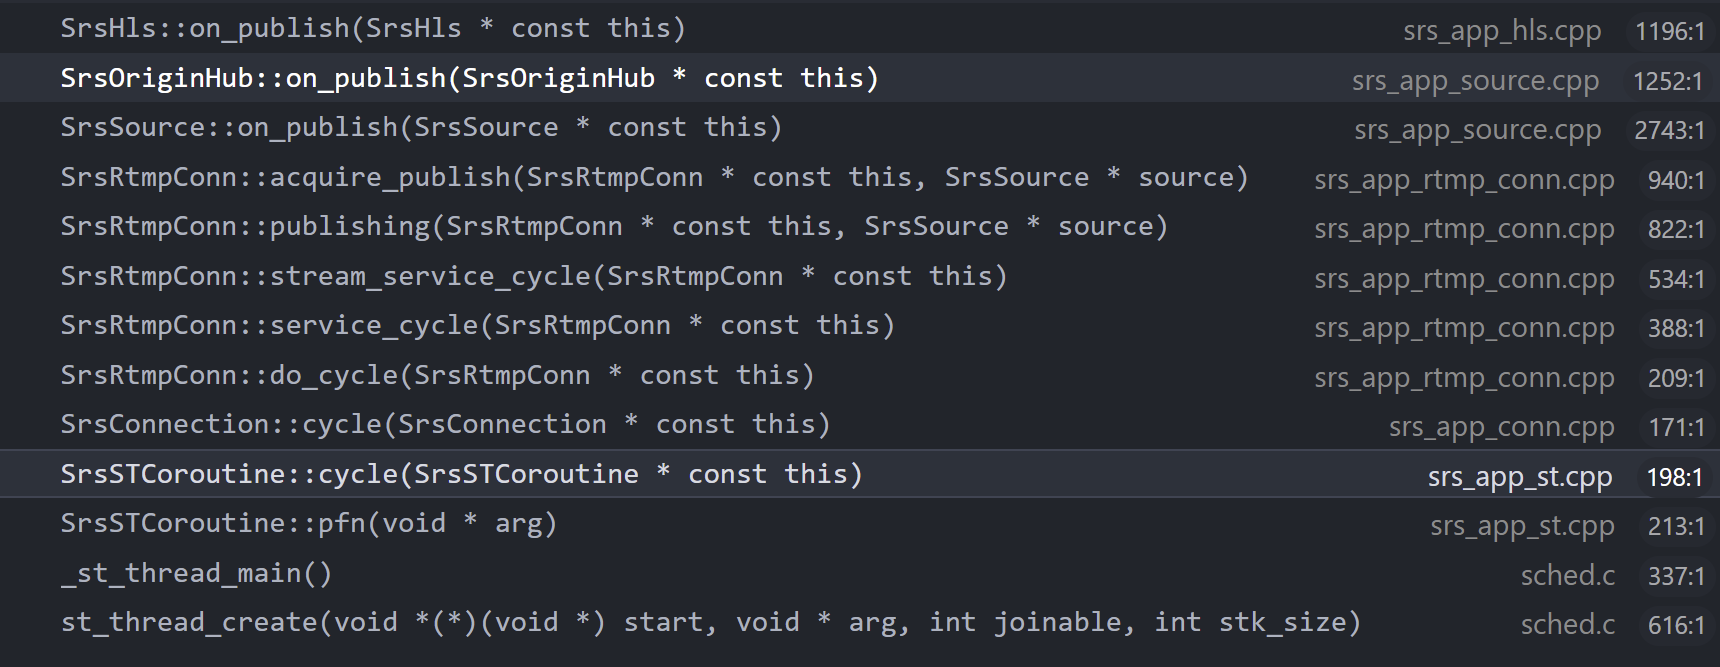 SrsHls::on_publish(SrsHls * const this) srs_app_hls.cpp 1196:1
SrsOriginHub::on_publish(SrsOriginHub * const this) srs_app_source.cpp 1252:1
SrsSource::on_publish(SrsSource * const this) srs_app_source.cpp 2743:1
SrsRtmpConn::acquire_publish(SrsRtmpConn * const this, SrsSource * source) srs_app_rtmp_conn.cpp 940:1
SrsRtmpConn::publishing(SrsRtmpConn * const this, SrsSource * source) srs_app_rtmp_conn.cpp 822:1
SrsRtmpConn::stream_service_cycle(SrsRtmpConn * const this) srs_app_rtmp_conn.cpp 534:1
SrsRtmpConn::service_cycle(SrsRtmpConn * const this) srs_app_rtmp_conn.cpp 388:1
SrsRtmpConn::do_cycle(SrsRtmpConn * const this) srs_app_rtmp_conn.cpp 209:1
SrsConnection::cycle(SrsConnection * const this) srs_app_conn.cpp 171:1
SrsSTCoroutine::cycle(SrsSTCoroutine * const this) srs_app_st.cpp 198:1
SrsSTCoroutine::pfn(void * arg) srs_app_st.cpp 213:1
_st_thread_main() sched.c 337:1
st_thread_create(void *(*)(void *) start, void * arg, int joinable, int stk_size) sched.c 616:1